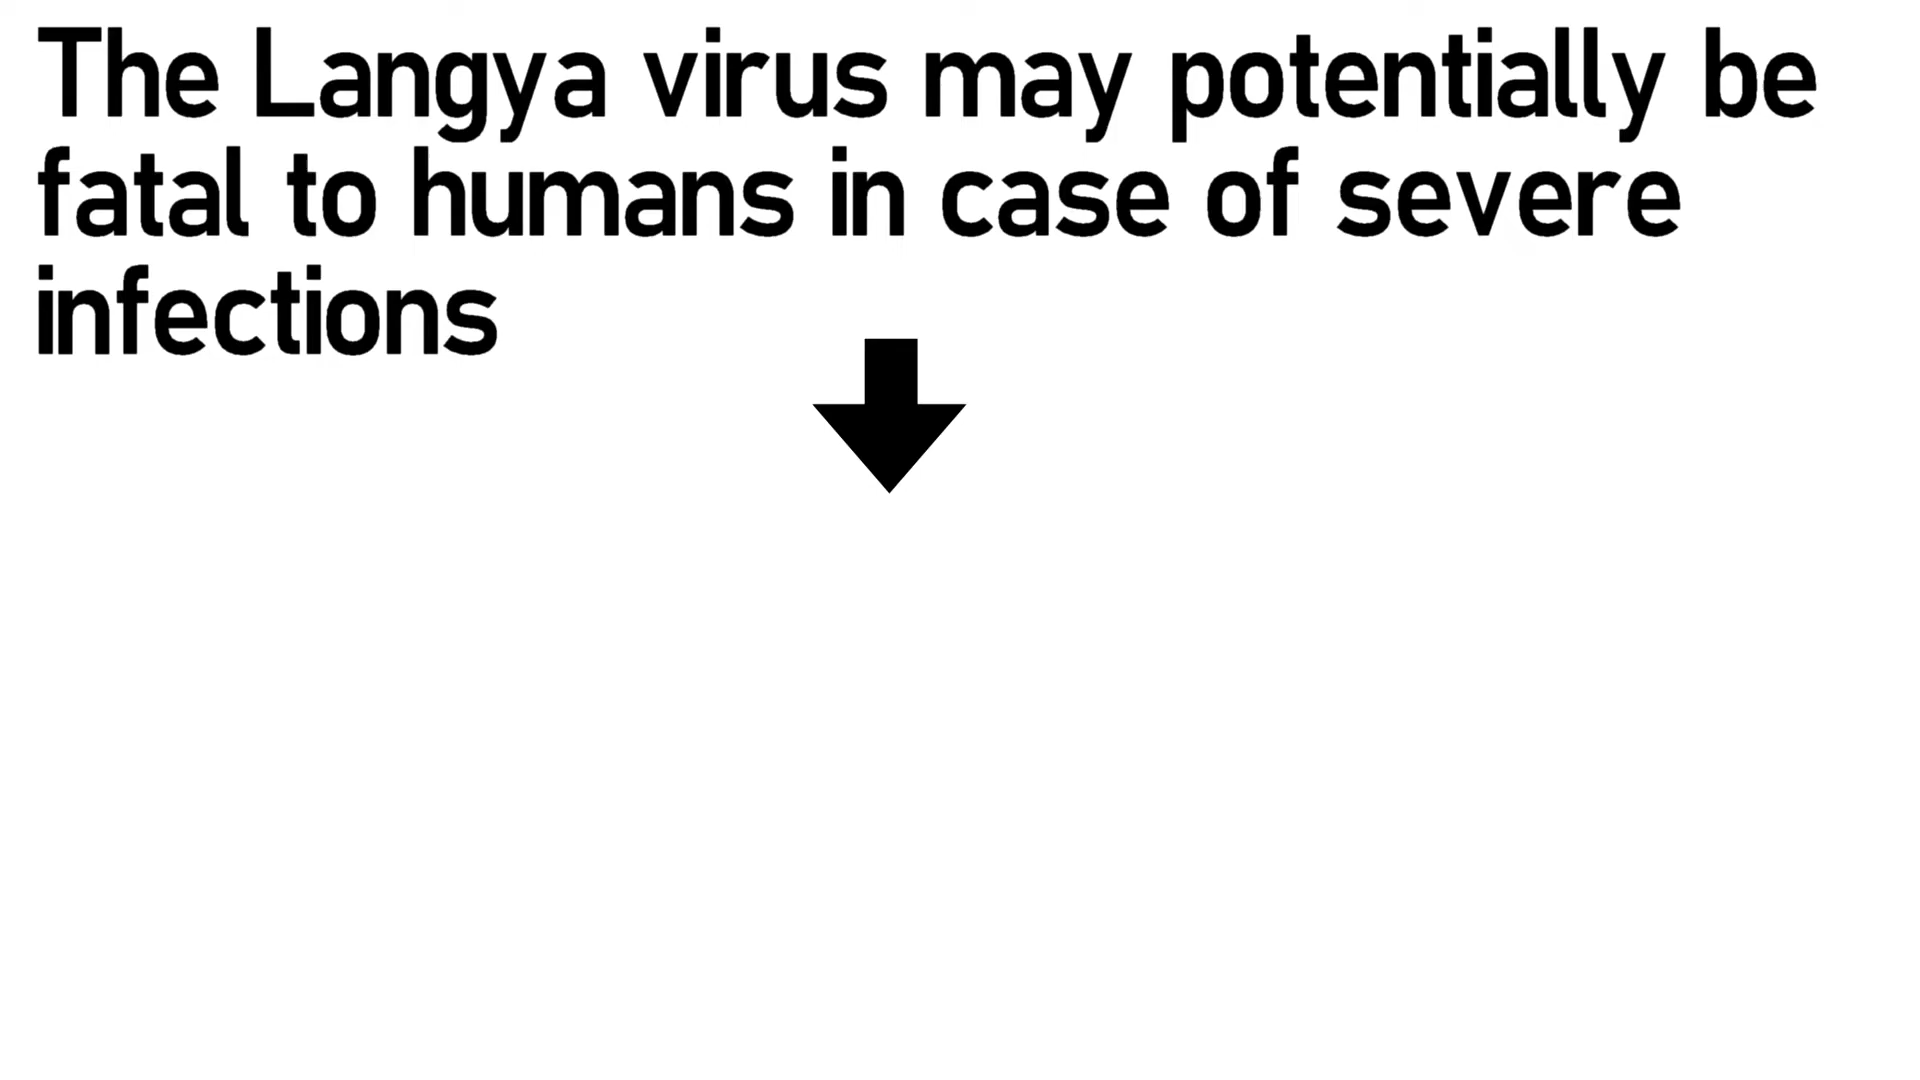 The Langya virus may potentially be
fatal to humans in case of severe
infections